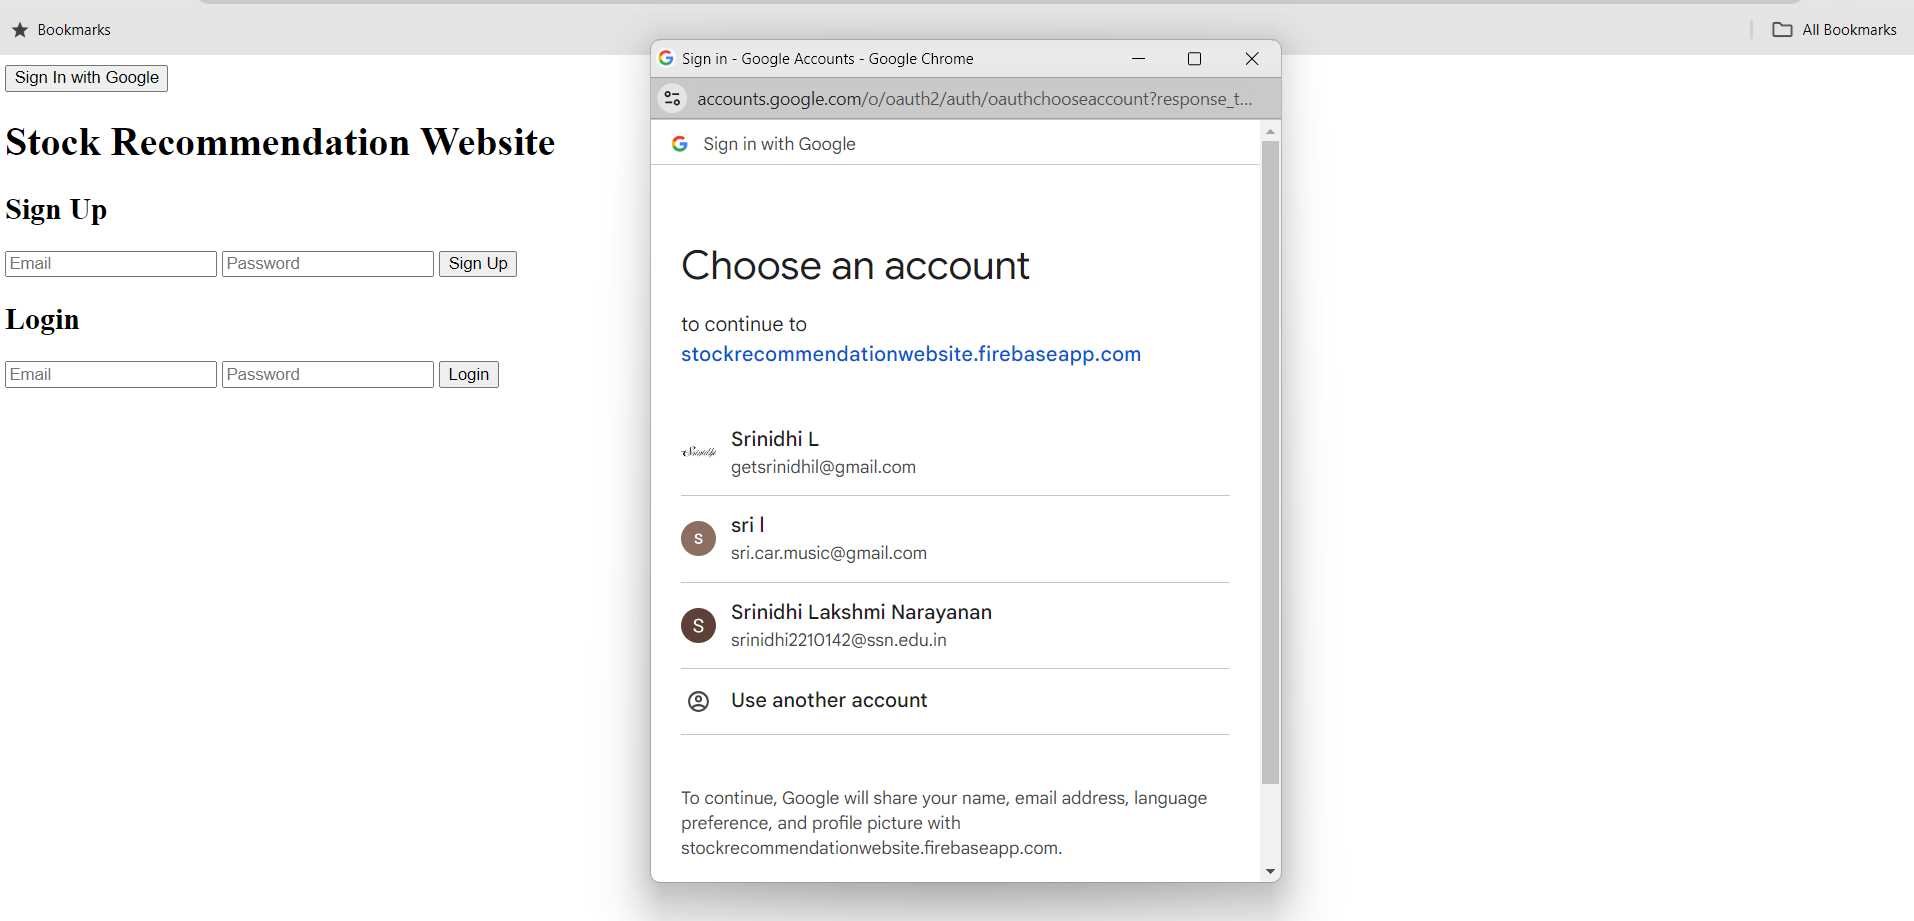 Bookmarks
All Bookmarks
Sign In with Google
Stock Recommendation Website
Sign Up
Email
Password
Sign Up
Login
Email
Password
Login
Sign in - Google Accounts - Google Chrome
accounts.google.com/o/oauth2/auth/oauthchooseaccount?response_t...
Sign in with Google
Choose an account
to continue to
stockrecommendationwebsite.firebaseapp.com
Srinidhi
Srinidhi L
getsrinidhil@gmail.com
s
sri l
sri.car.music@gmail.com
S
Srinidhi Lakshmi Narayanan
srinidhi2210142@ssn.edu.in
Use another account
To continue, Google will share your name, email address, language
preference, and profile picture with
stockrecommendationwebsite.firebaseapp.com.